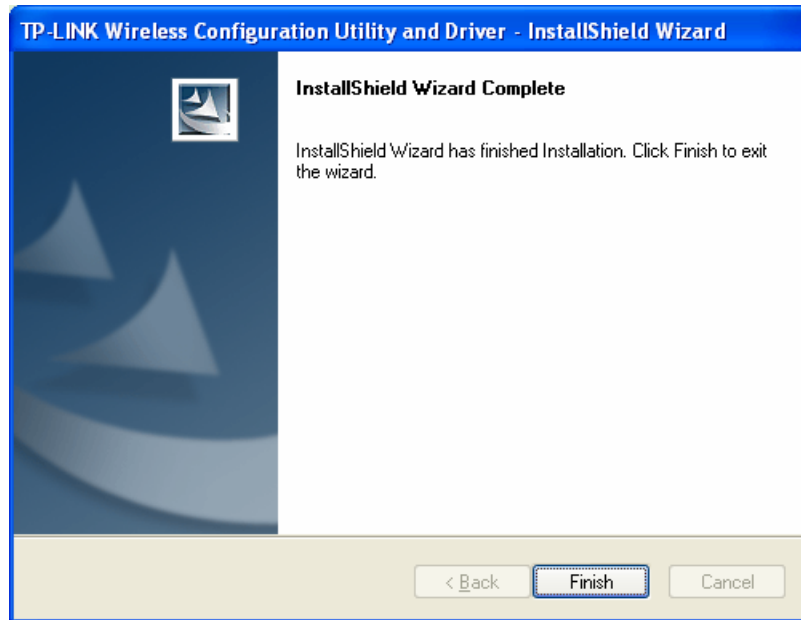 TP-LINK Wireless Configuration Utility and Driver - InstallShield Wizard
InstallShield Wizard Complete
InstallShield Wizard has finished Installation. Click Finish to exit
the wizard.
< Back
Finish
Cancel